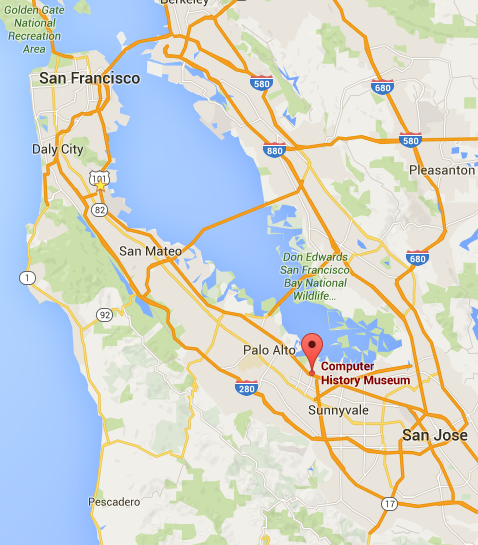 Berkeley
Golden Gate
National
Recreation
Area
San Francisco
580
680
Daly City
880
580
Pleasanton
101
82
San Mateo
680
Don Edwards
San Francisco
Bay National
Wildlife...
1
92
Palo Alto
Computer
History Museum
280
Sunnyvale
San Jose
Pescadero
17